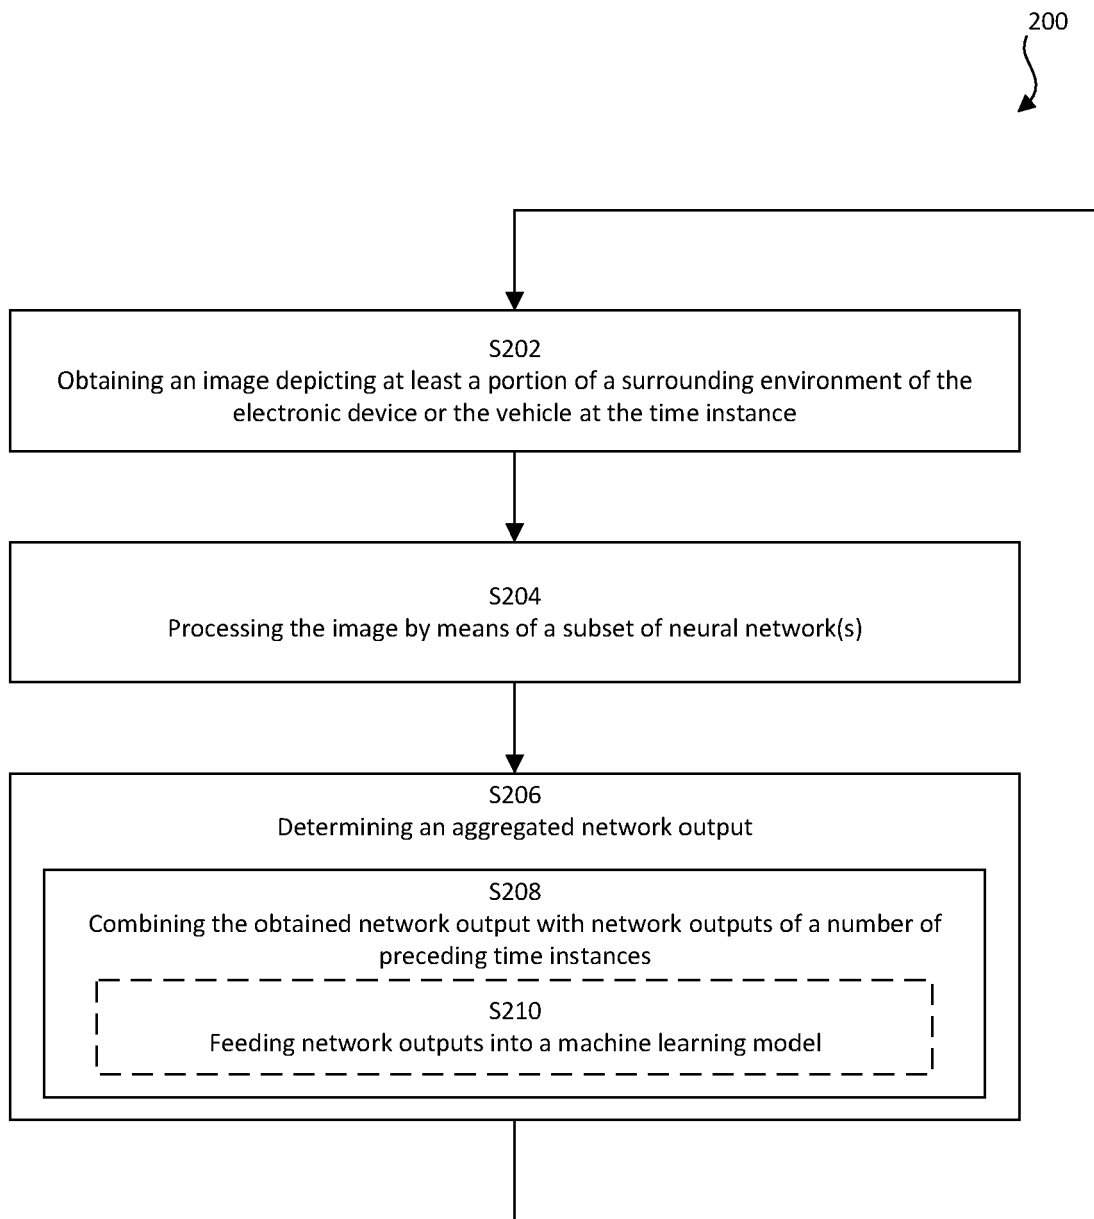 200
S202
Obtaining an image depicting at least a portion of a surrounding environment of the
electronic device or the vehicle at the time instance
S204
Processing the image by means of a subset of neural network(s)
S206
Determining an aggregated network output
S208
Combining the obtained network output with network outputs of a number of
preceding time instances
S210
Feeding network outputs into a machine learning model